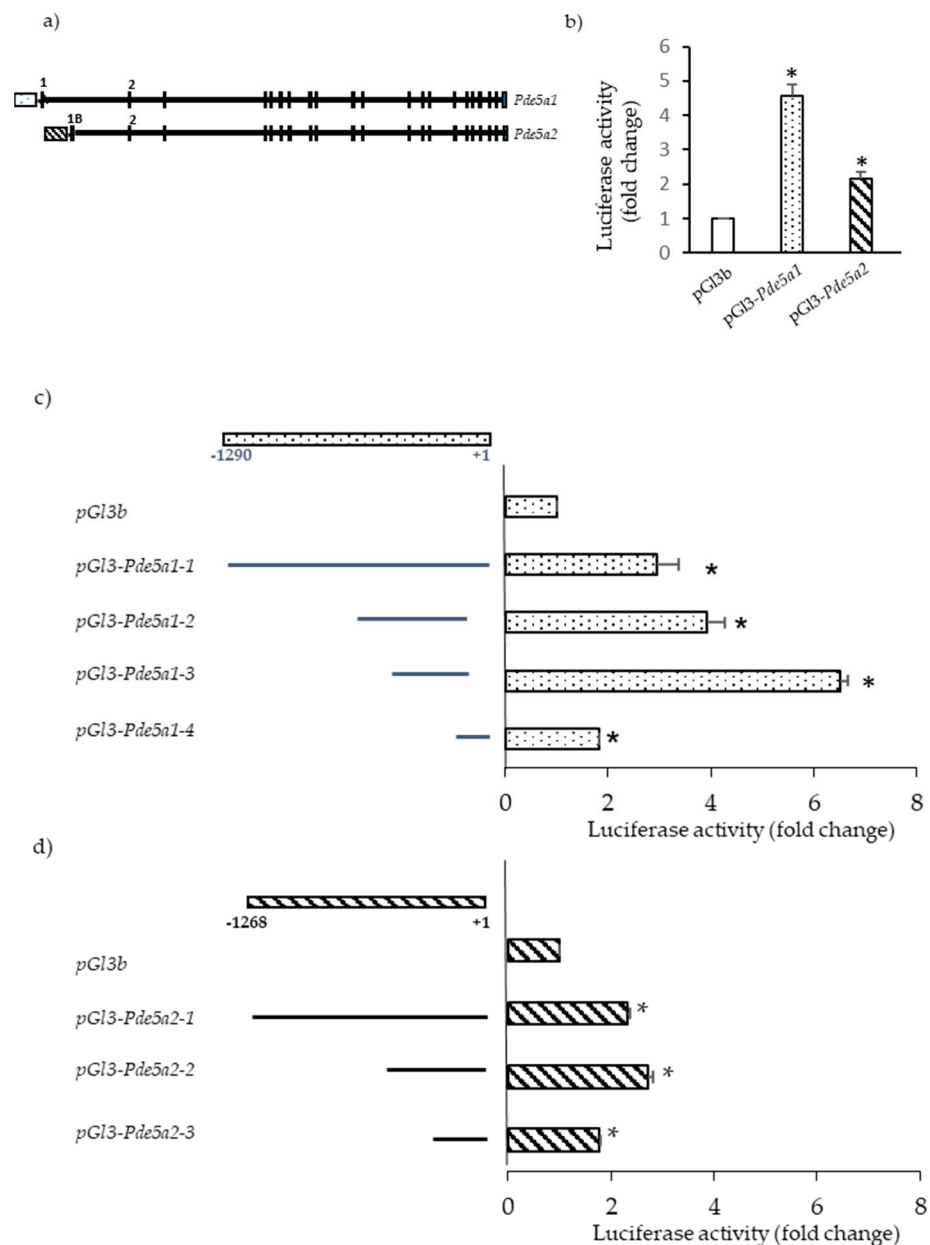 a)
1
2
Pde5a1
1B
2
Pde5a2
b)
Luciferase activity
(fold change)
6
5
4
3
2
1
0
*
*
pGl3b
pGl3-Pde5a1
pGl3-Pde5a2
c)
-1290 +1
pGl3b
pGl3-Pde5a1-1
*
pGl3-Pde5a1-2
*
pGl3-Pde5a1-3
*
pGl3-Pde5a1-4
*
0 2 4 6 8
Luciferase activity (fold change)
d)
-1268 +1
pGl3b
pGl3-Pde5a2-1
*
pGl3-Pde5a2-2
*
pGl3-Pde5a2-3
*
0 2 4 6 8
Luciferase activity (fold change)